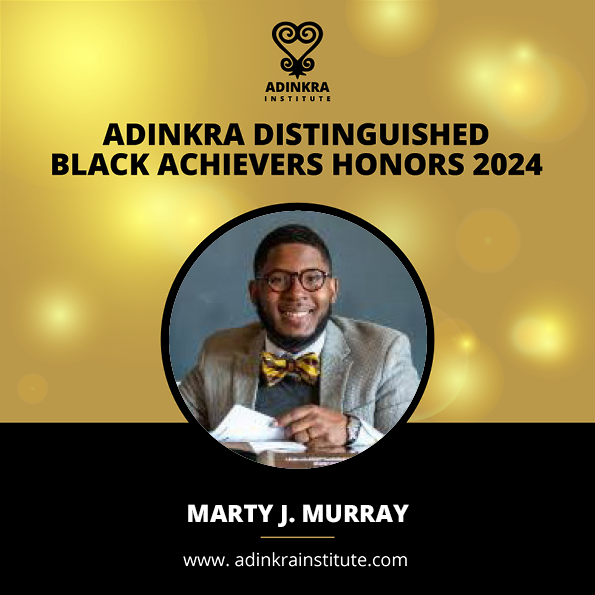 ADINKRA
INSTITUTE
ADINKRA DISTINGUISHED
BLACK ACHIEVERS HONORS 2024
MARTY J. MURRAY
www. adinkrainstitute.com